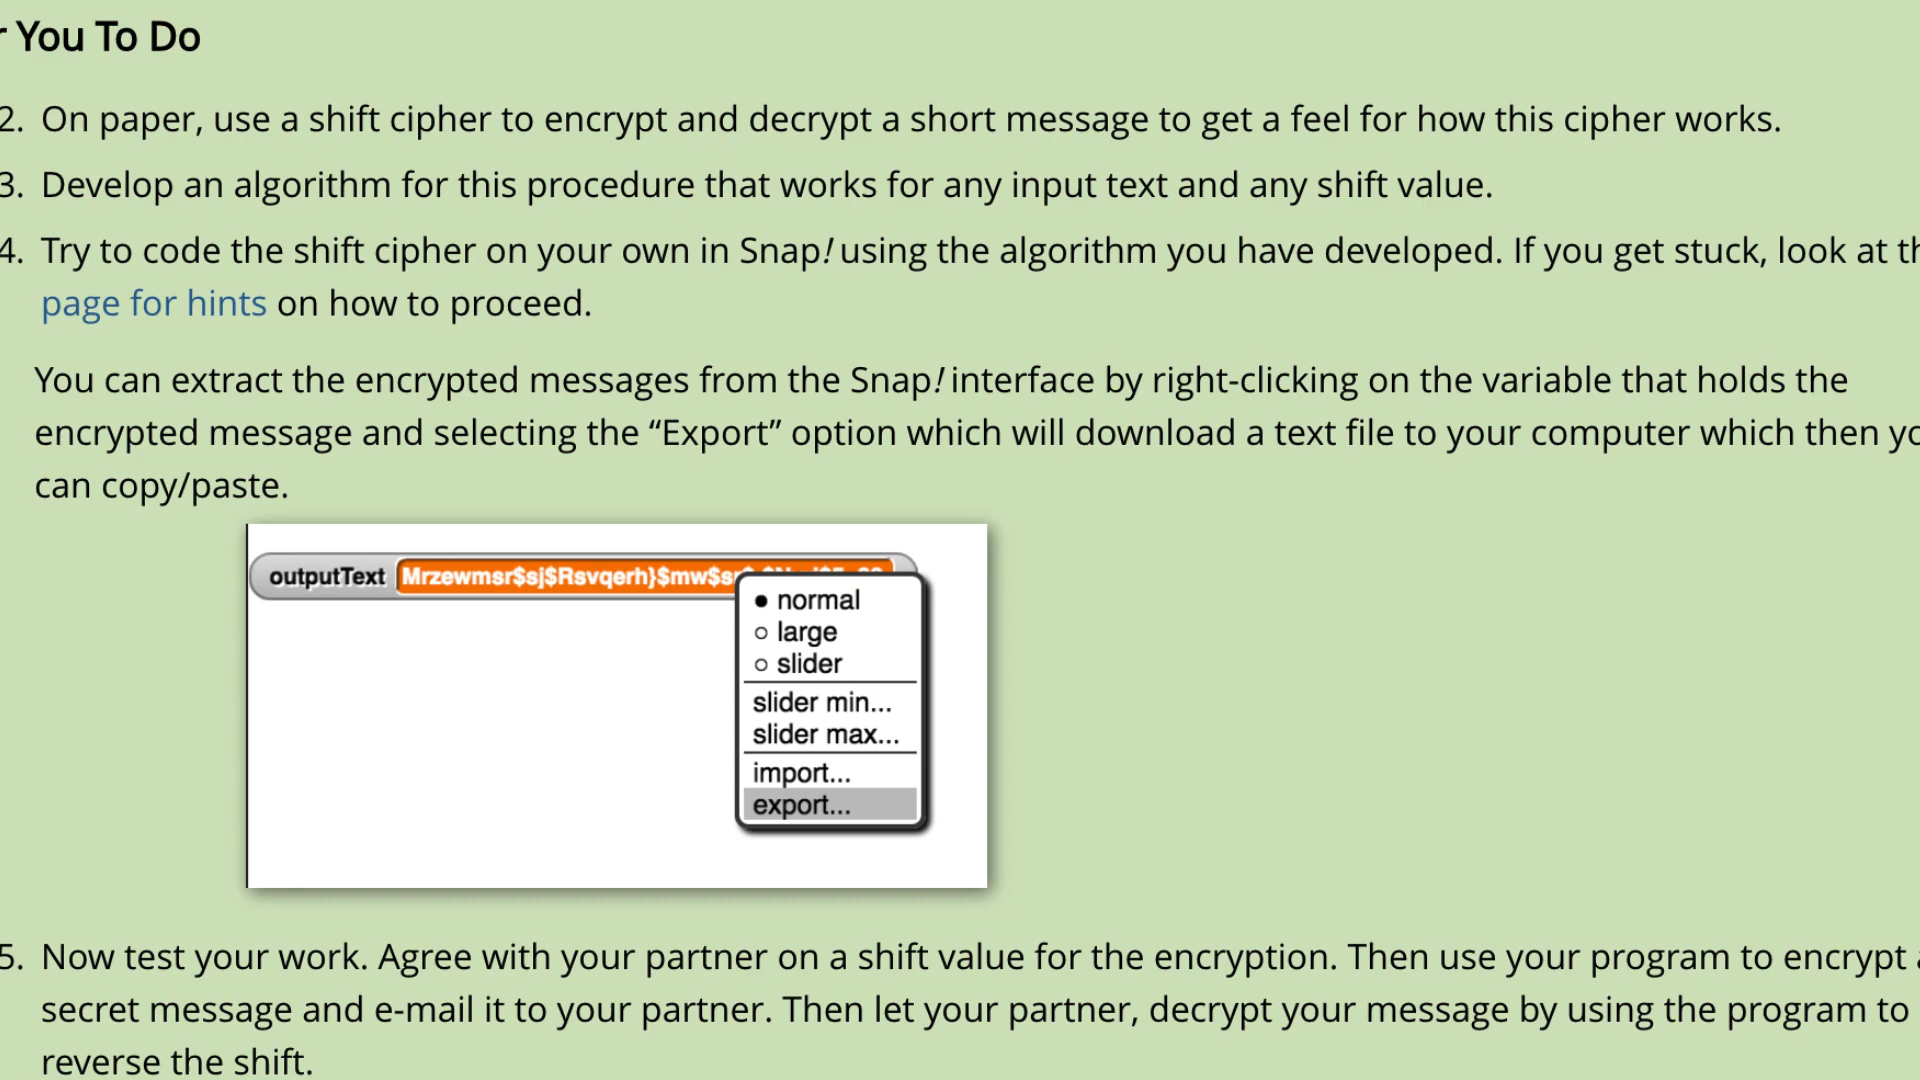 You To Do
2. On paper, use a shift cipher to encrypt and decrypt a short message to get a feel for how this cipher works.
3. Develop an algorithm for this procedure that works for any input text and any shift value.
4. Try to code the shift cipher on your own in Snap! using the algorithm you have developed. If you get stuck, look at
page for hints on how to proceed.
You can extract the encrypted messages from the Snap! interface by right-clicking on the variable that holds the
encrypted message and selecting the “Export” option which will download a text file to your computer which then
can copy/paste.
outputText Mrzewmsr$sj$Rsvqerh}$mw$s
normal
large
slider
slider min...
slider max...
import...
export...
5. Now test your work. Agree with your partner on a shift value for the encryption. Then use your program to encrypt
secret message and e-mail it to your partner. Then let your partner, decrypt your message by using the program to
reverse the shift.